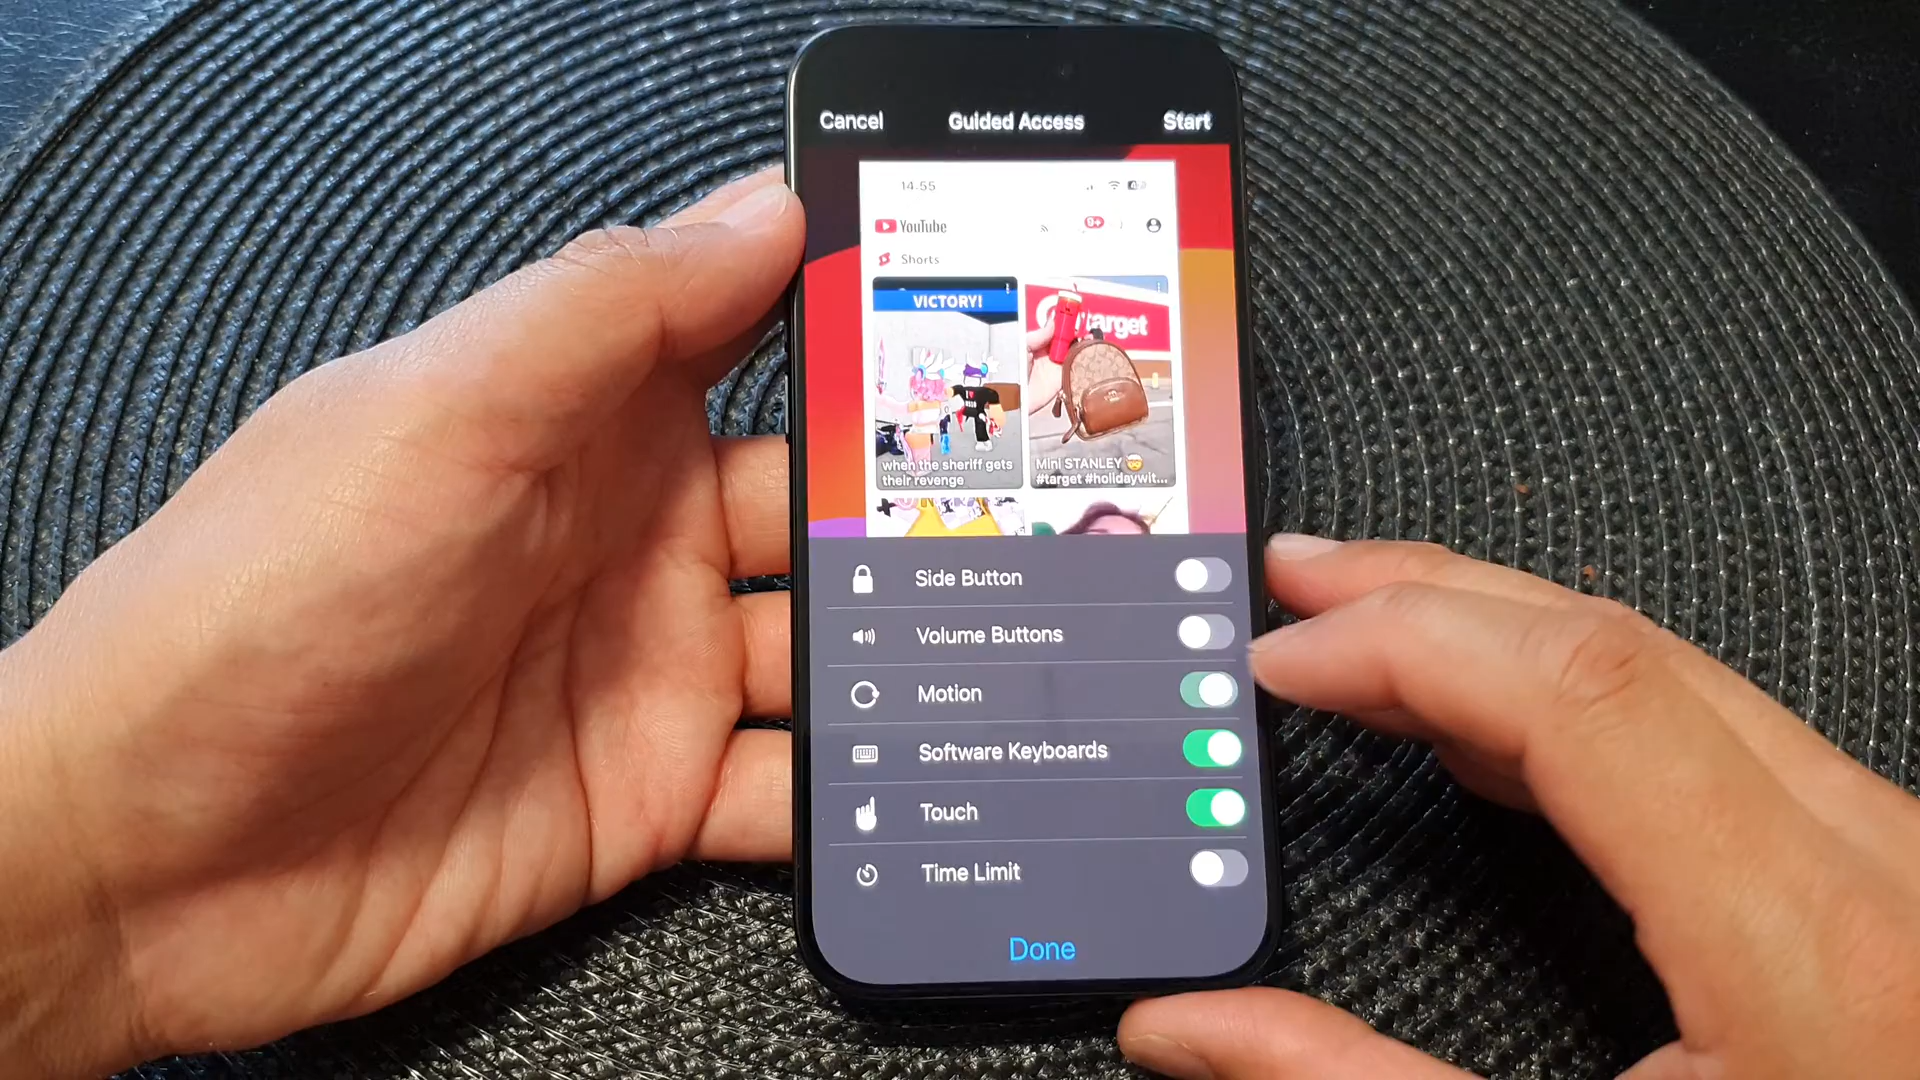 Cancel Guided Access Start
14.55
YouTube 9+
Shorts
VICTORY!
target
when the sheriff gets
their revenge
Mini STANLEY 🤯
#target #holidaywit...
Side Button
Volume Buttons
Motion
Software Keyboards
Touch
Time Limit
Done